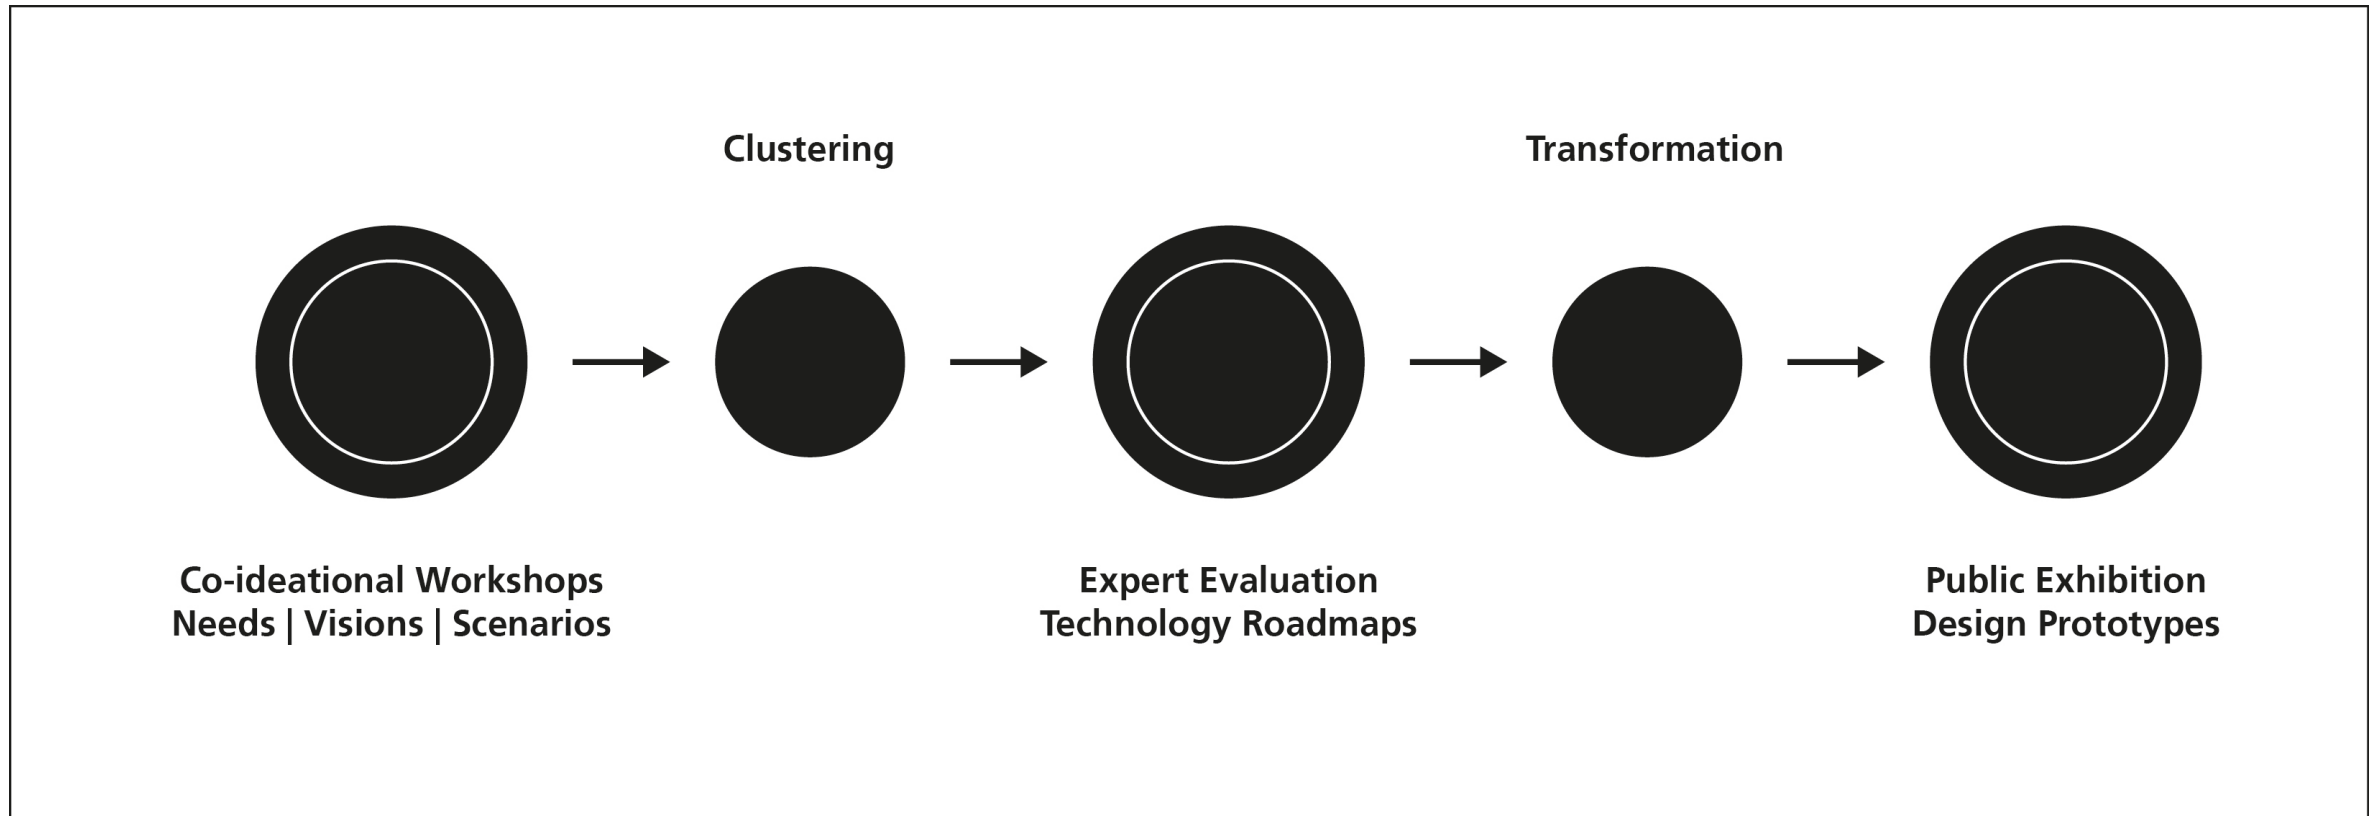 Clustering
Transformation
Co-ideational Workshops
Needs | Visions | Scenarios
Expert Evaluation
Technology Roadmaps
Public Exhibition
Design Prototypes